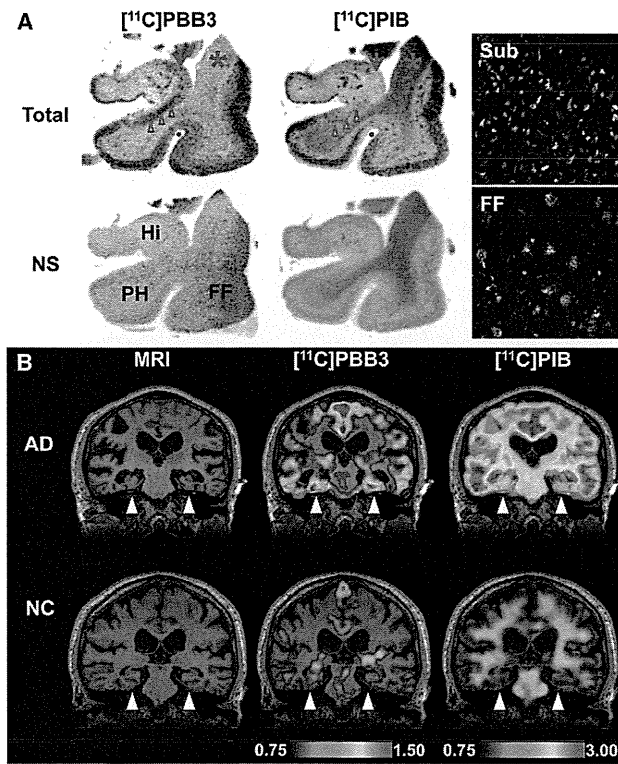 A
[¹¹C]PBB3
[¹¹C]PIB
Sub
Total
NS
Hi
PH
FF
FF
B
MRI
[¹¹C]PBB3
[¹¹C]PIB
AD
NC
0.75
1.50
0.75
3.00